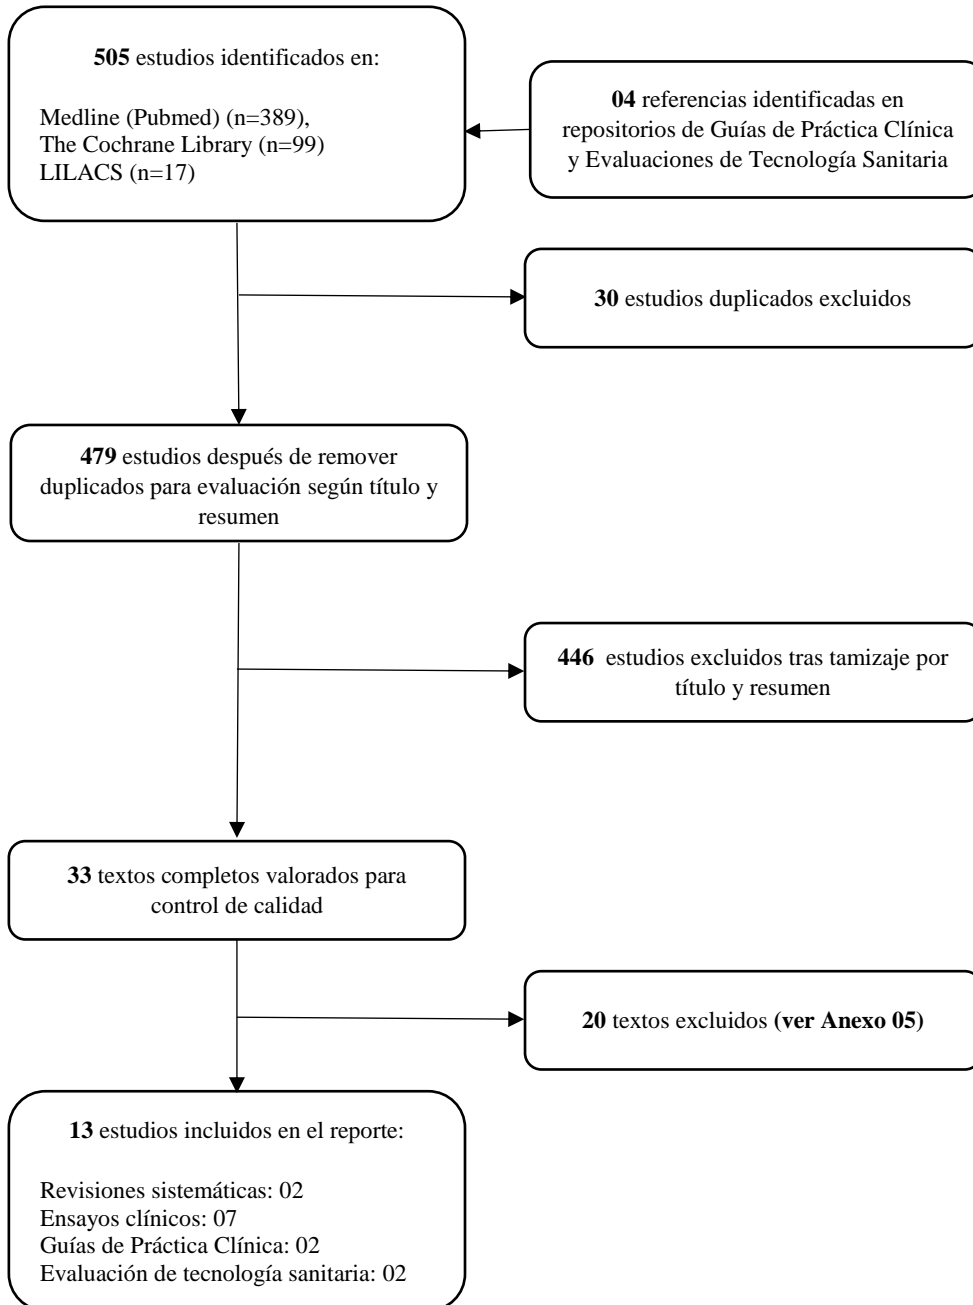 505 estudios identificados en:
Medline (Pubmed) (n=389),
The Cochrane Library (n=99)
LILACS (n=17)
04 referencias identificadas en
repositorios de Guías de Práctica Clínica
y Evaluaciones de Tecnología Sanitaria
30 estudios duplicados excluidos
479 estudios después de remover
duplicados para evaluación según título y
resumen
446 estudios excluidos tras tamizaje por
título y resumen
33 textos completos valorados para
control de calidad
20 textos excluidos (ver Anexo 05)
13 estudios incluidos en el reporte:
Revisiones sistemáticas: 02
Ensayos clínicos: 07
Guías de Práctica Clínica: 02
Evaluación de tecnología sanitaria: 02